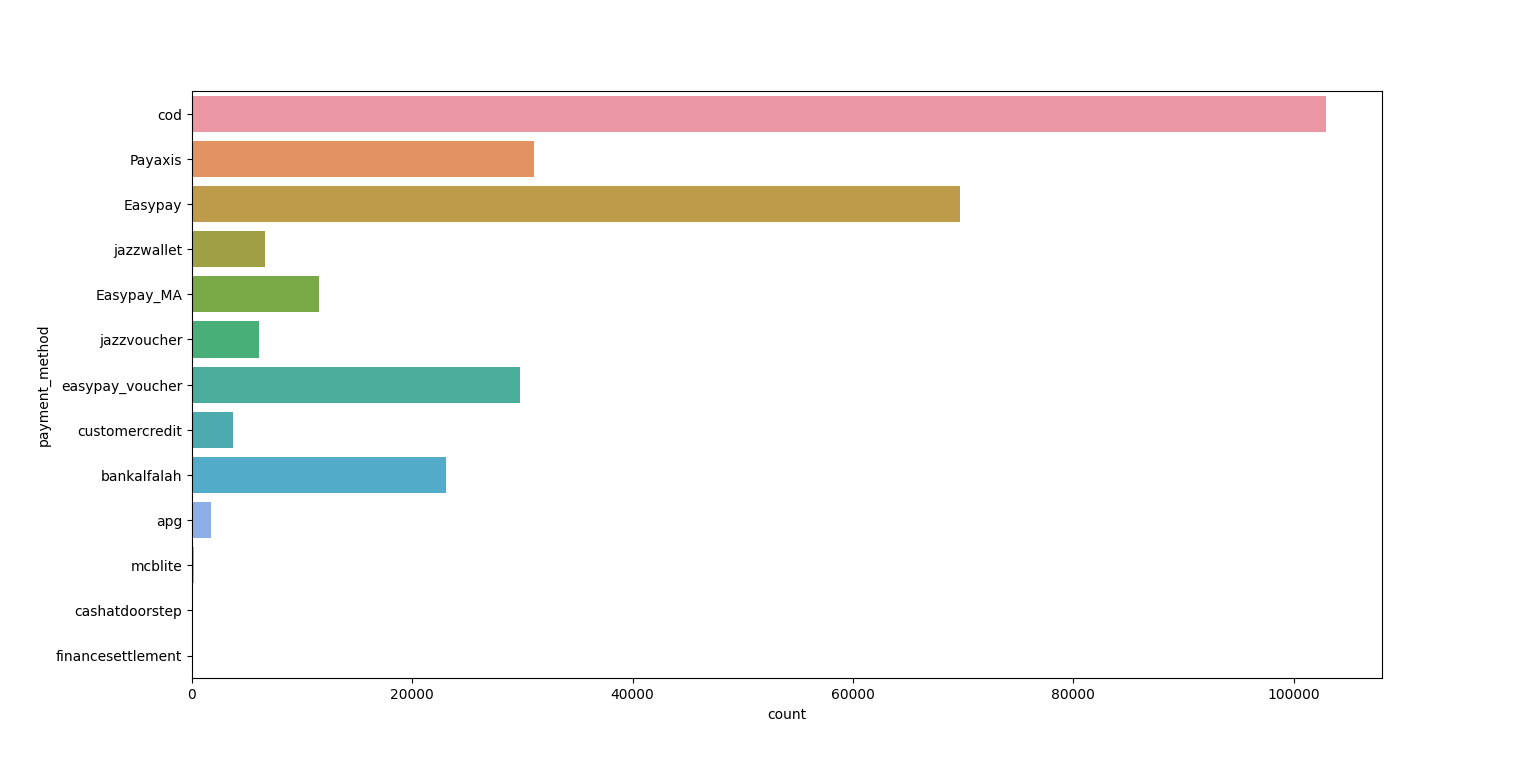 cod
Payaxis
Easypay
jazzwallet
Easypay_MA
jazzvoucher
easypay_voucher
customercredit
bankalfalah
apg
mcblite
cashatdoorstep
financesettlement
payment_method
0 20000 40000 60000 80000 100000
count